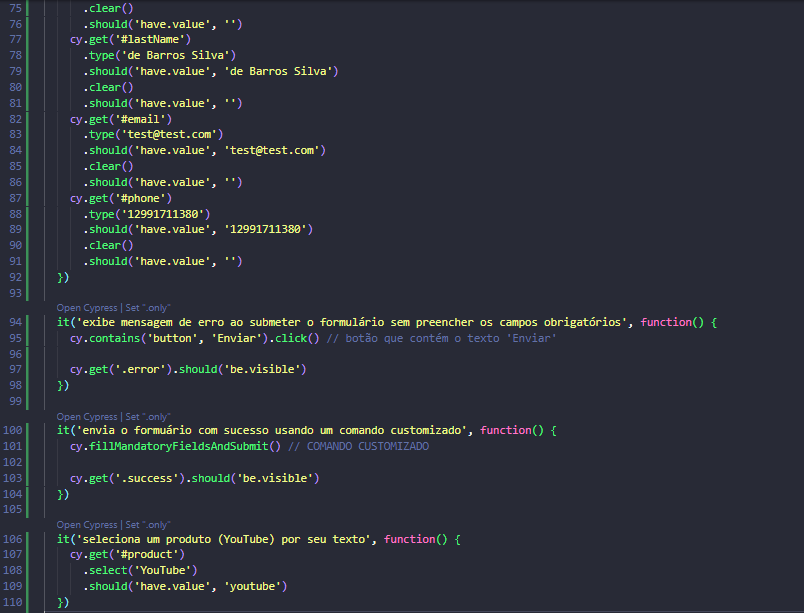 75 .clear()
76 .should('have.value', '')
77 cy.get('#lastName')
78 .type('de Barros Silva')
79 .should('have.value', 'de Barros Silva')
80 .clear()
81 .should('have.value', '')
82 cy.get('#email')
83 .type('test@test.com')
84 .should('have.value', 'test@test.com')
85 .clear()
86 .should('have.value', '')
87 cy.get('#phone')
88 .type('12991711380')
89 .should('have.value', '12991711380')
90 .clear()
91 .should('have.value', '')
92 })
93
Open Cypress | Set ".only"
94 it('exibe mensagem de erro ao submeter o formulário sem preencher os campos obrigatórios', function() {
95 cy.contains('button', 'Enviar').click() // botão que contém o texto 'Enviar'
96
97 cy.get('.error').should('be.visible')
98 })
99
Open Cypress | Set ".only"
100 it('envia o formuário com sucesso usando um comando customizado', function() {
101 cy.fillMandatoryFieldsAndSubmit() // COMANDO CUSTOMIZADO
102
103 cy.get('.success').should('be.visible')
104 })
105
Open Cypress | Set ".only"
106 it('seleciona um produto (YouTube) por seu texto', function() {
107 cy.get('#product')
108 .select('YouTube')
109 .should('have.value', 'youtube')
110 })